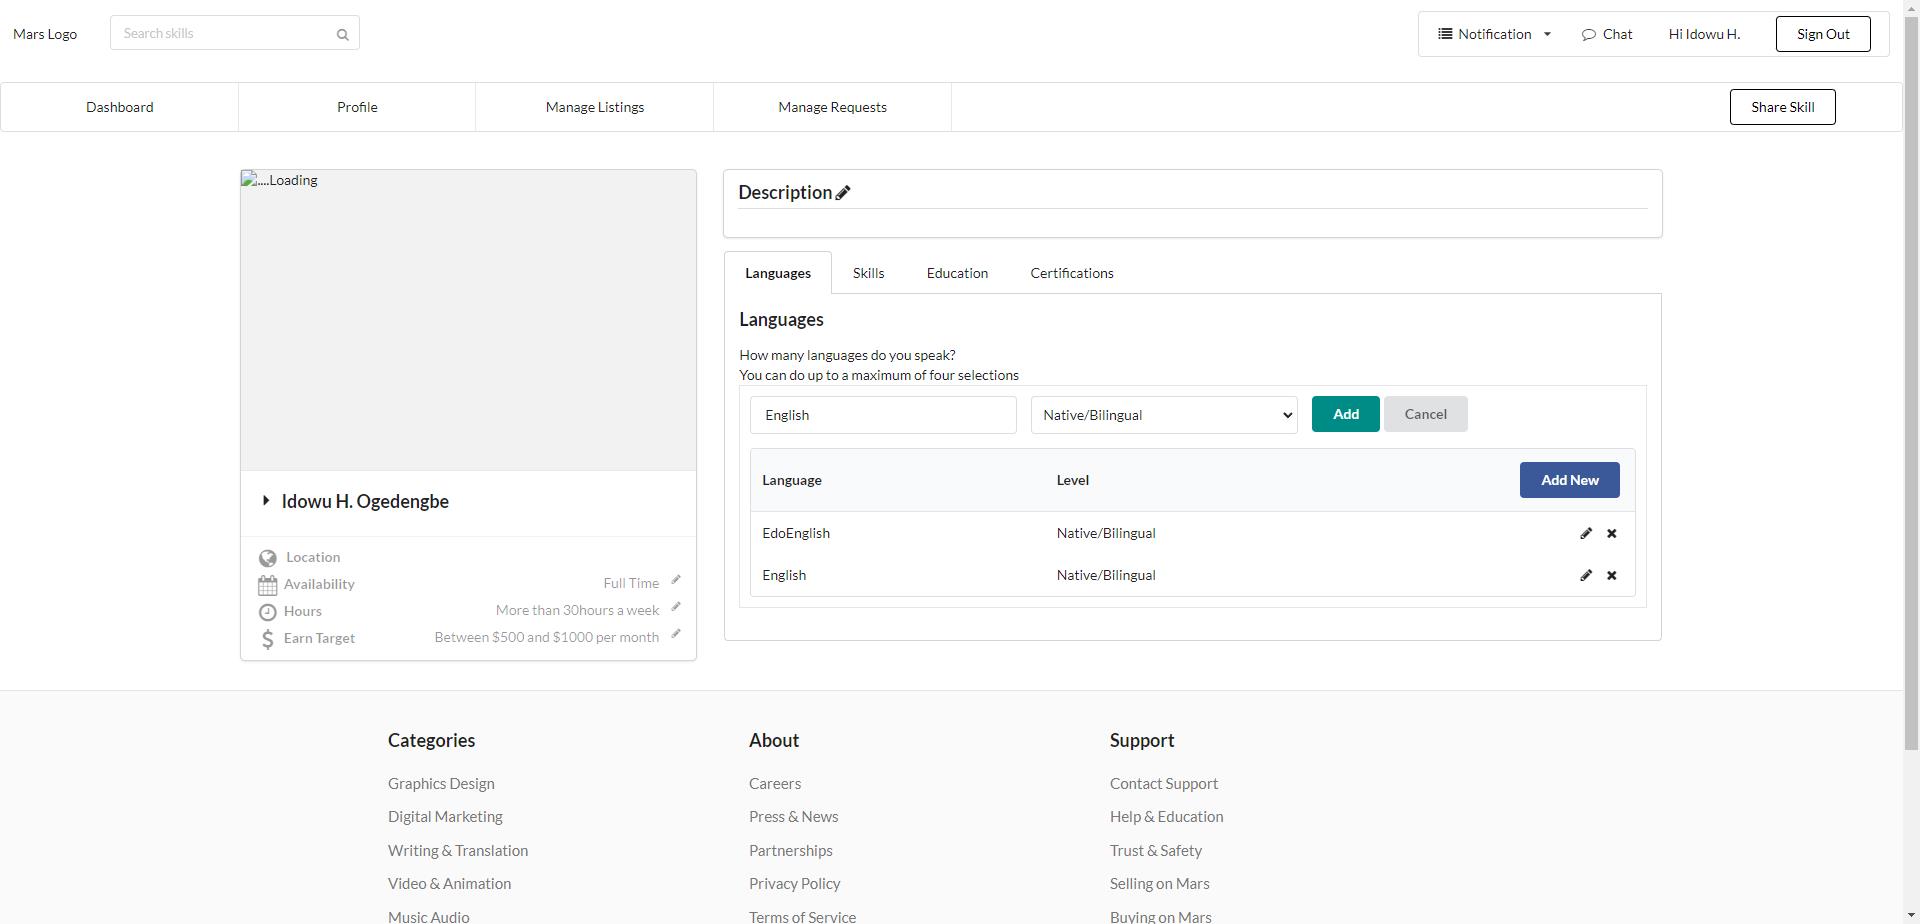 Mars Logo
Search skills
Notification
Chat
Hi Idowu H.
Sign Out
Dashboard
Profile
Manage Listings
Manage Requests
Share Skill
....Loading
Idowu H. Ogedengbe
Location
Availability
Full Time
Hours
More than 30hours a week
Earn Target
Between $500 and $1000 per month
Description
Languages
Skills
Education
Certifications
Languages
How many languages do you speak?
You can do up to a maximum of four selections
English
Native/Bilingual
Add
Cancel
Language
Level
Add New
EdoEnglish
Native/Bilingual
English
Native/Bilingual
Categories
Graphics Design
Digital Marketing
Writing & Translation
Video & Animation
Music Audio
About
Careers
Press & News
Partnerships
Privacy Policy
Terms of Service
Support
Contact Support
Help & Education
Trust & Safety
Selling on Mars
Buying on Mars